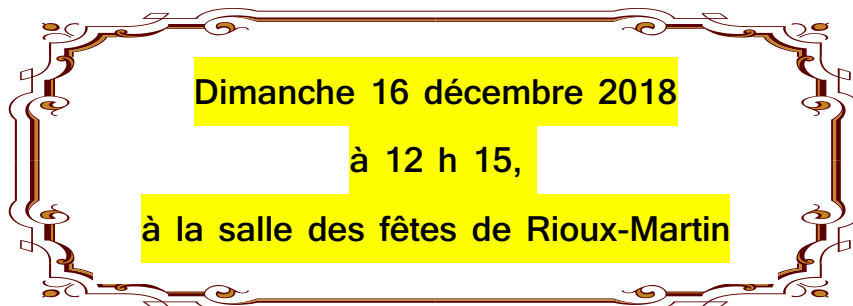 Dimanche 16 décembre 2018
à 12 h 15,
à la salle des fêtes de Rioux-Martin